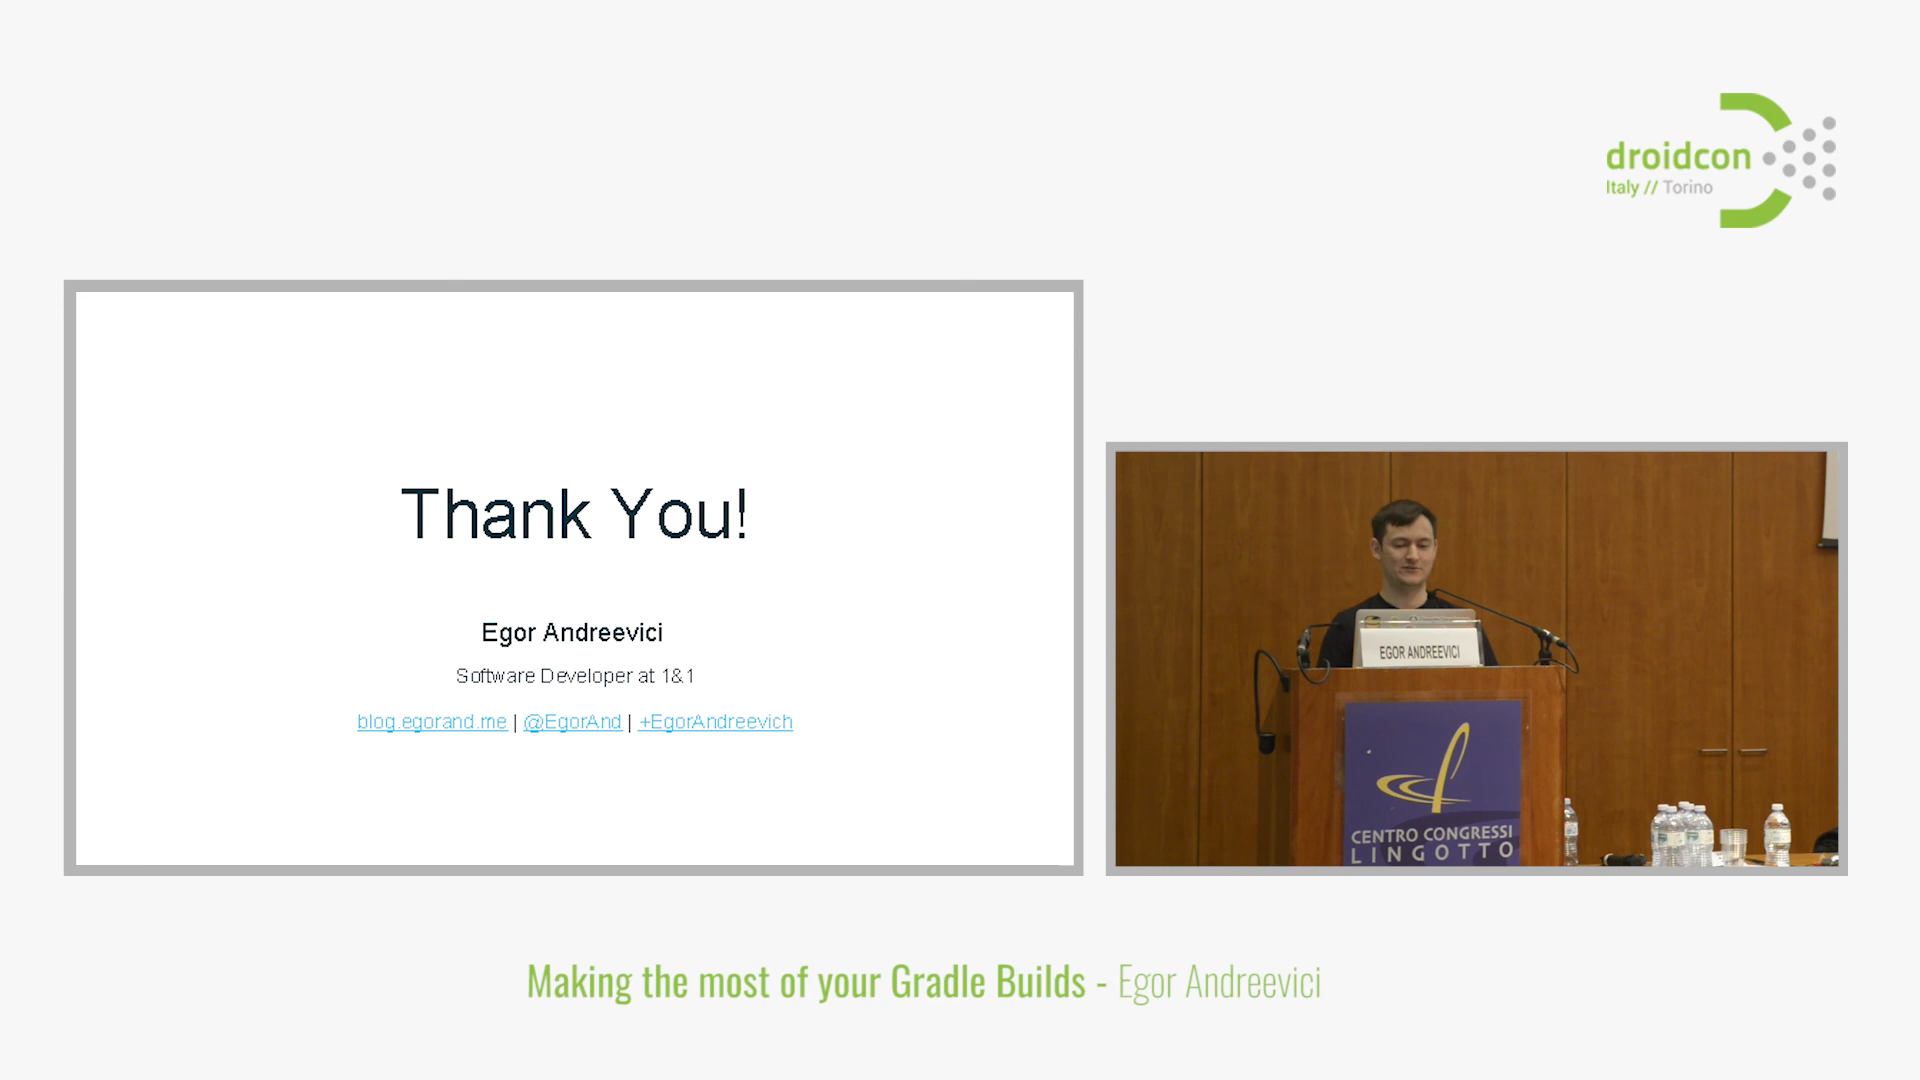 droidcon
Italy // Torino
Thank You!
Egor Andreevici
Software Developer at 1&1
blog.egorand.me | @EgorAnd | +EgorAndreevich
EGOR ANDREEVICI
CENTRO CONGRESSI
LINGOTTO
Making the most of your Gradle Builds - Egor Andreevici